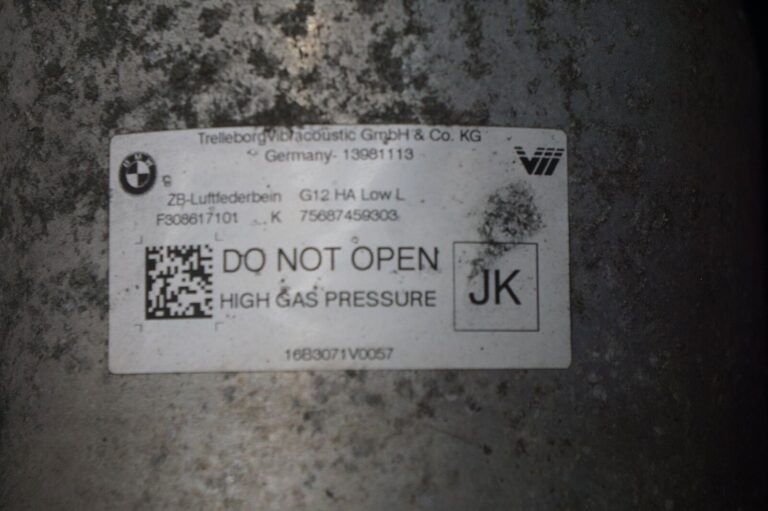 TrelleborgVibracoustic GmbH & Co. KG
Germany- 13981113
BMW
ZB-Luftfederbein G12 HA Low L
F308617101 K 75687459303
DO NOT OPEN
HIGH GAS PRESSURE
JK
16B3071V0057